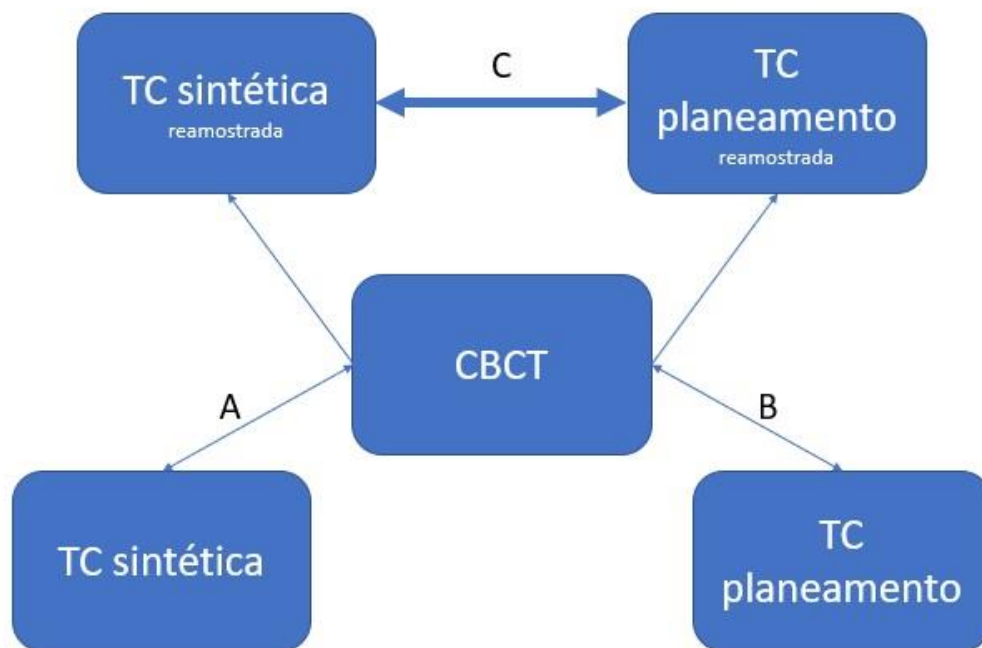 TC sintética
reamostrada
C
TC
planeamento
reamostrada
CBCT
A
B
TC sintética
TC
planeamento